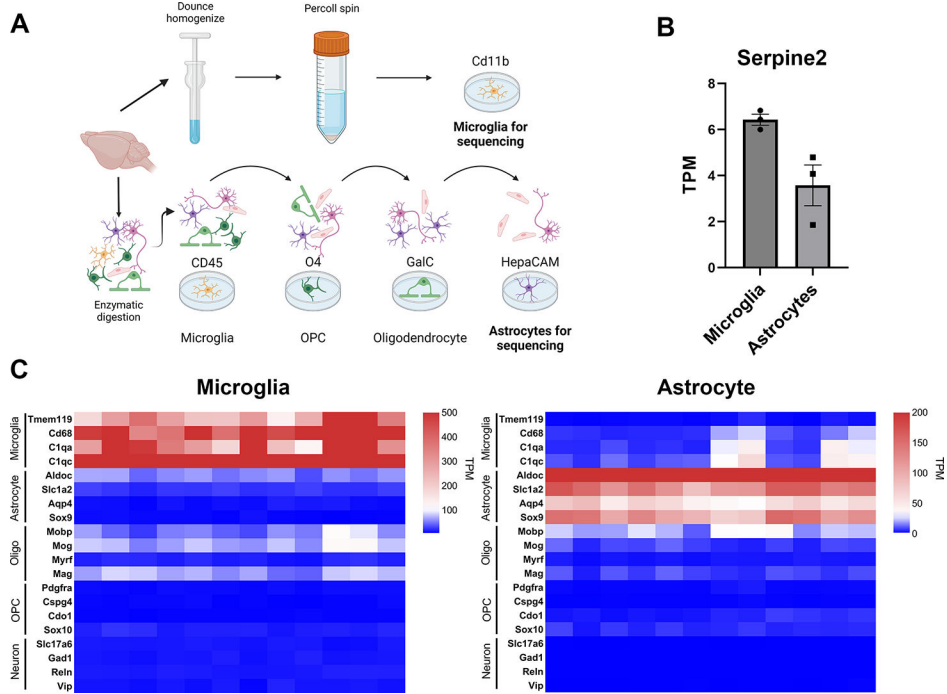 A
Dounce
homogenize
Percoll spin
Cd11b
Microglia for
sequencing
Enzymatic
digestion
CD45
O4
GalC
HepaCAM
Microglia
OPC
Oligodendrocyte
Astrocytes for
sequencing
B
Serpine2
TPM
8
6
4
2
0
Microglia
Astrocytes
C
Microglia
Microglia
Astrocyte
Oligo
OPC
Neuron
Tmem119
Cd68
C1qa
C1qc
Aldoc
Slc1a2
Aqp4
Sox9
Mobp
Mog
Myrf
Mag
Pdgfra
Cspg4
Cdo1
Sox10
Slc17a6
Gad1
Reln
Vip
500
400
300
200
100
TPM
Astrocyte
Microglia
Astrocyte
Oligo
OPC
Neuron
Tmem119
Cd68
C1qa
C1qc
Aldoc
Slc1a2
Aqp4
Sox9
Mobp
Mog
Myrf
Mag
Pdgfra
Cspg4
Cdo1
Sox10
Slc17a6
Gad1
Reln
Vip
200
150
100
50
0
TPM